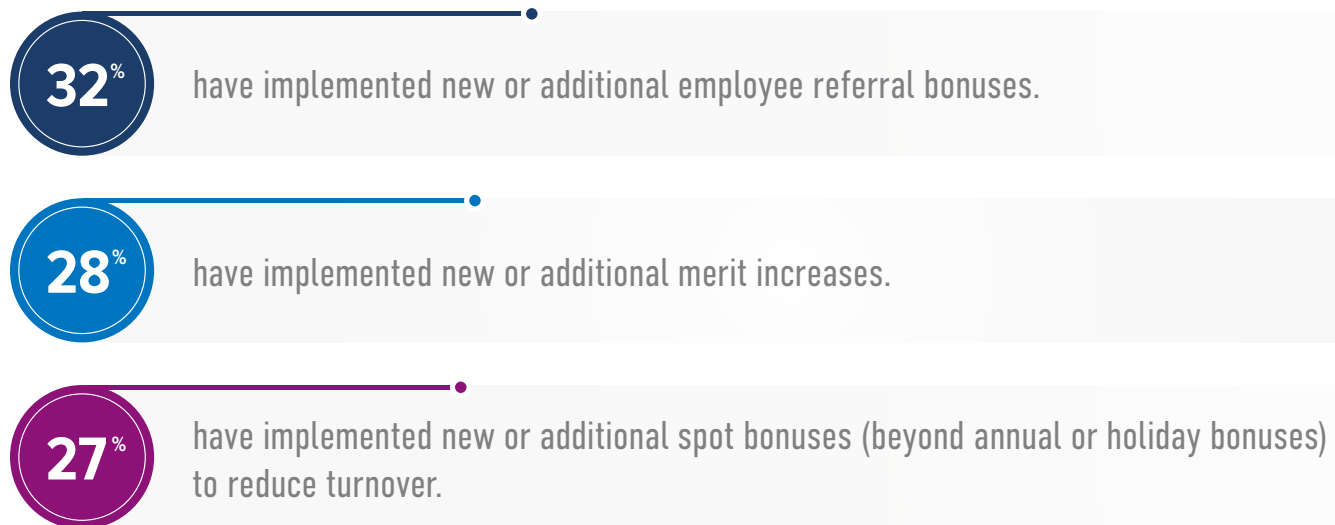 32%
have implemented new or additional employee referral bonuses.
28%
have implemented new or additional merit increases.
27%
have implemented new or additional spot bonuses (beyond annual or holiday bonuses)
to reduce turnover.